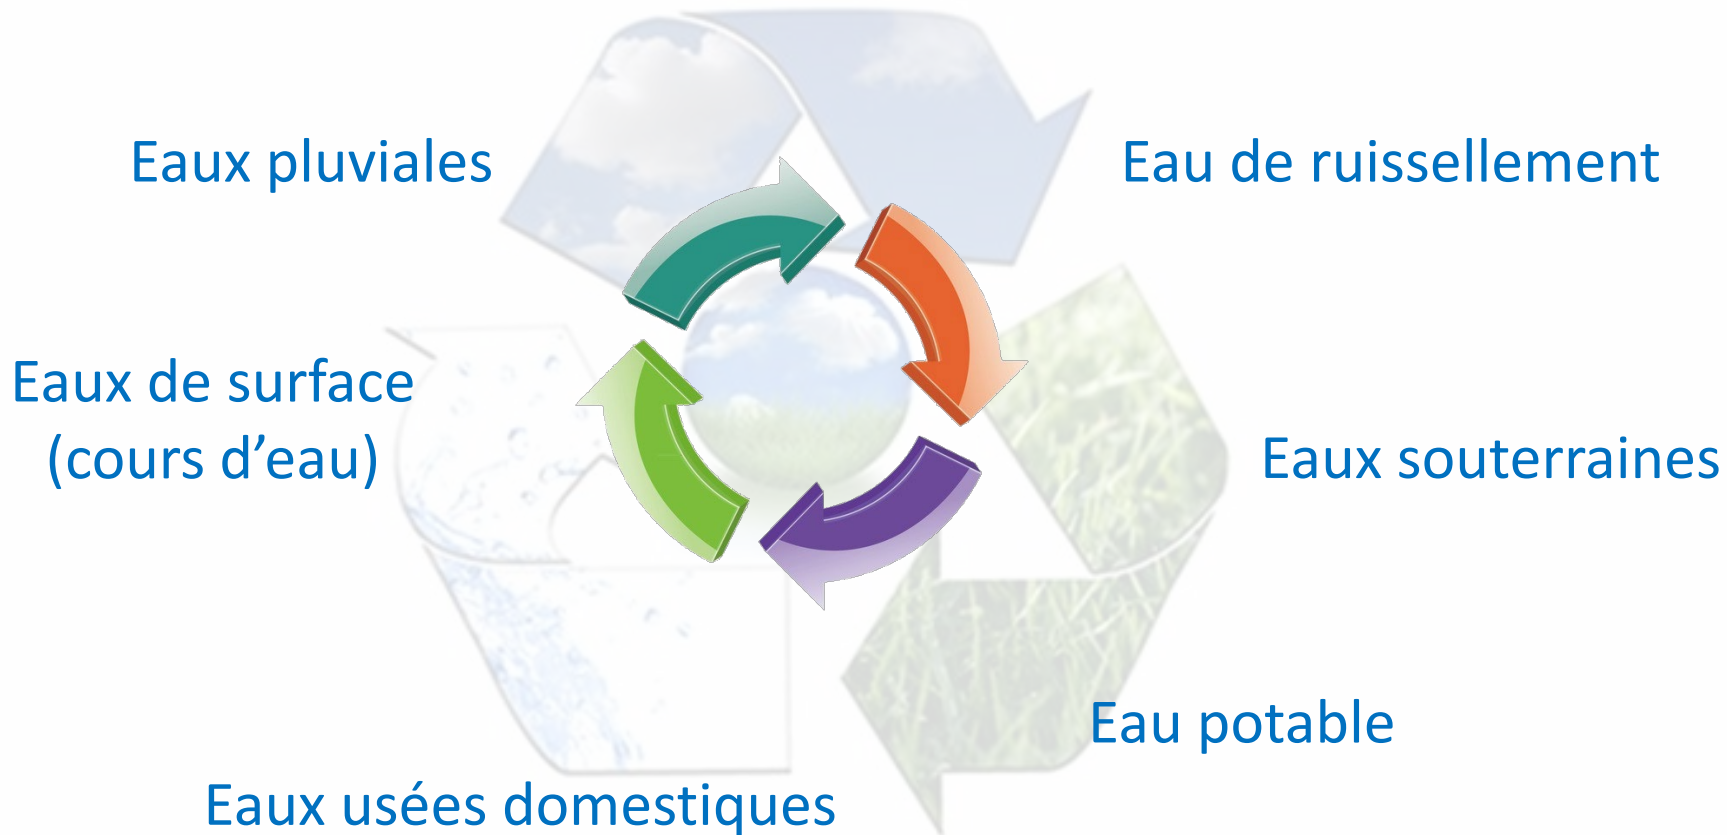 Eaux pluviales
Eau de ruissellement
Eaux de surface
(cours d’eau)
Eaux souterraines
Eau potable
Eaux usées domestiques